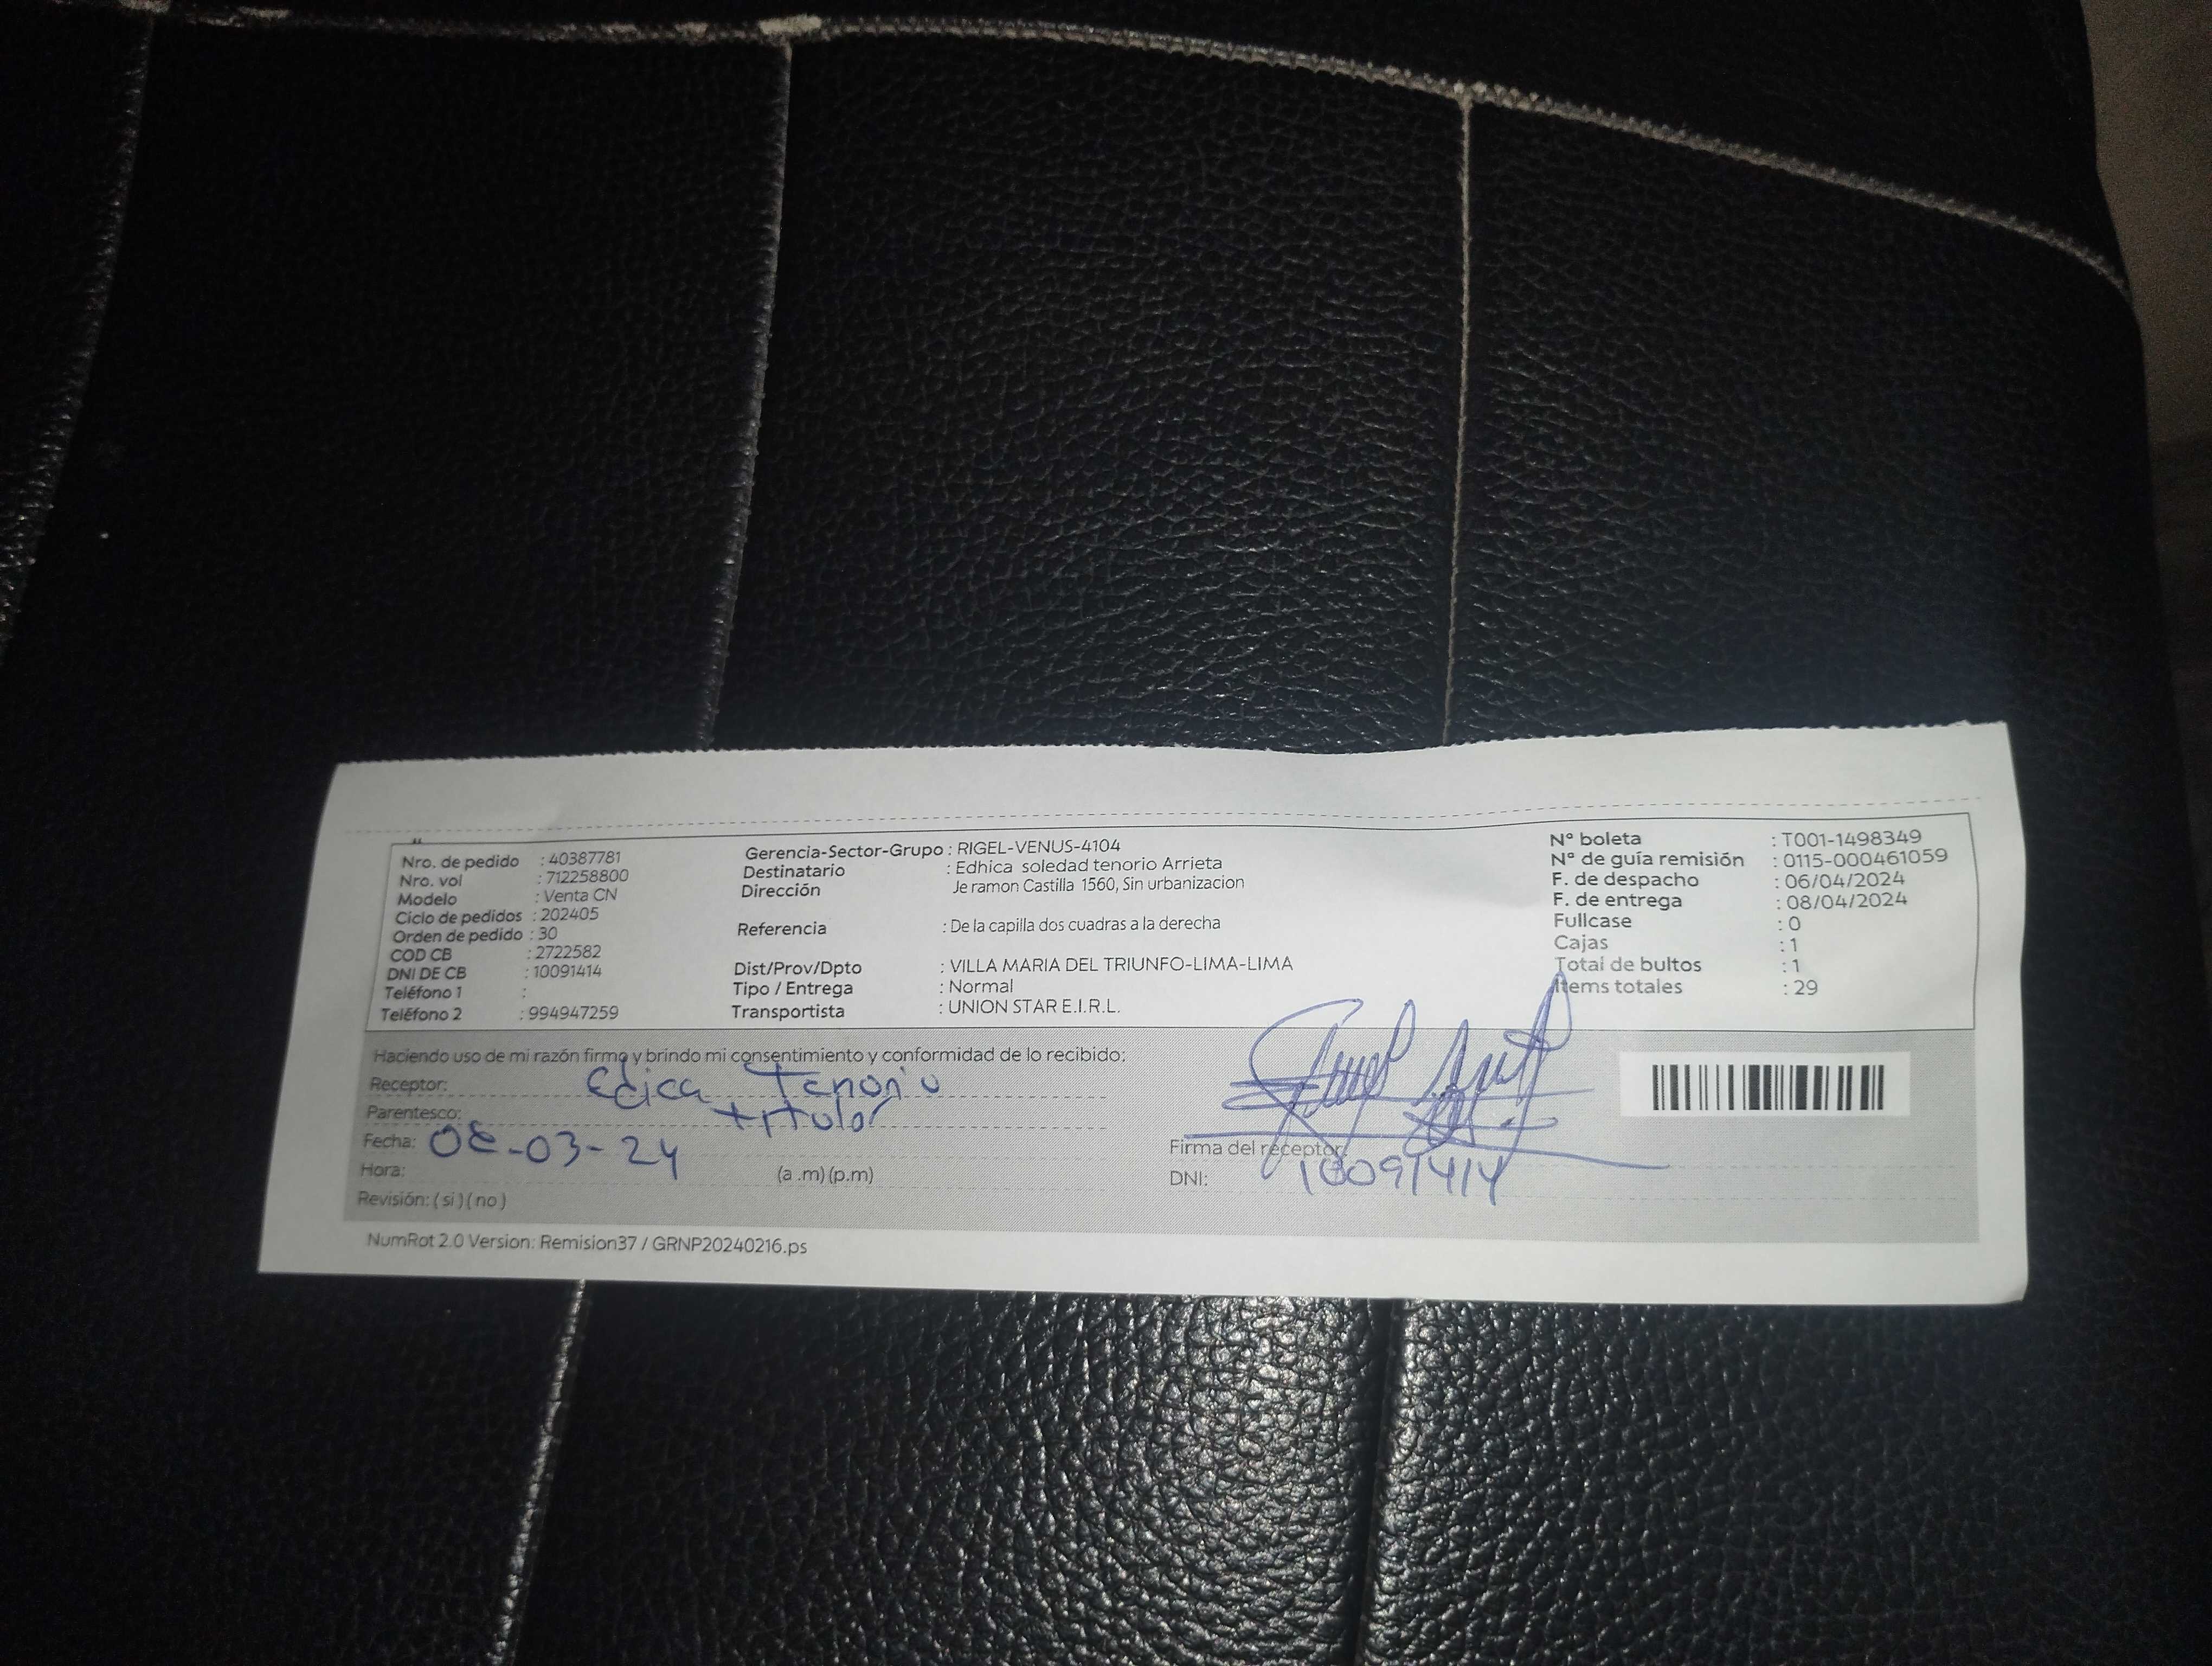 Nro. de pedido : 40387781
Nro. vol : 712258800
Modelo : Venta CN
Ciclo de pedidos : 202405
Orden de pedido : 30
COD CB : 2722582
DNI DE CB : 10091414
Teléfono 1 :
Teléfono 2 : 994947259
Gerencia-Sector-Grupo : RIGEL-VENUS-4104
Destinatario : Edhica soledad tenorio Arrieta
Dirección Je ramon Castilla 1560, Sin urbanizacion
Referencia : De la capilla dos cuadras a la derecha
Dist/Prov/Dpto : VILLA MARIA DEL TRIUNFO-LIMA-LIMA
Tipo / Entrega : Normal
Transportista : UNION STAR E.I.R.L.
N° boleta : T001-1498349
N° de guía remisión : 0115-000461059
F. de despacho : 06/04/2024
F. de entrega : 08/04/2024
Fullcase : 0
Cajas : 1
Total de bultos : 1
Items totales : 29
Haciendo uso de mi razón firmo y brindo mi consentimiento y conformidad de lo recibido:
Receptor: Edica Tenorio
Parentesco: titular
Fecha: 08-03-24
Hora: (a .m) (p.m)
Revisión: ( si ) ( no )
Firma del receptor
DNI: 10091414
NumRot 2.0 Version: Remision37 / GRNP20240216.ps